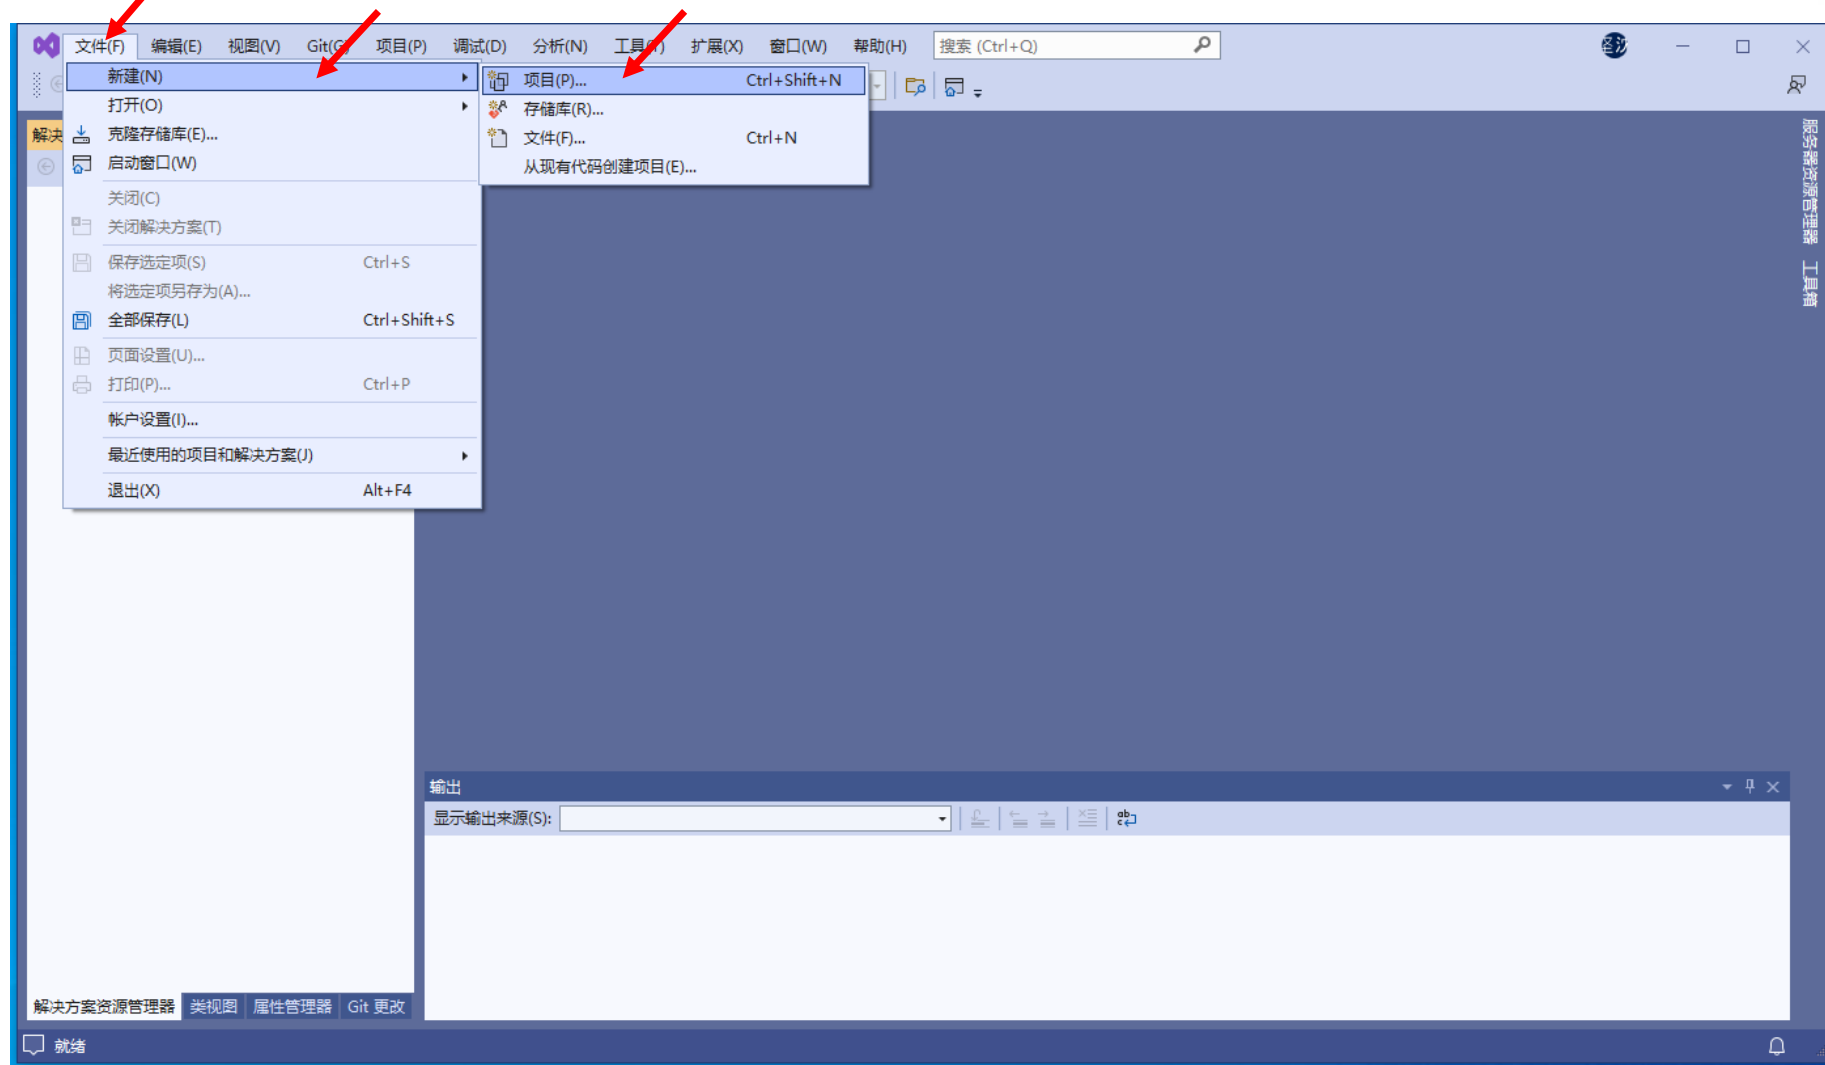 文件(F) 编辑(E) 视图(V) Git(G) 项目(P) 调试(D) 分析(N) 工具(T) 扩展(X) 窗口(W) 帮助(H) 搜索 (Ctrl+Q)
新建(N)
打开(O)
克隆存储库(E)...
启动窗口(W)
关闭(C)
关闭解决方案(T)
保存选定项(S) Ctrl+S
将选定项另存为(A)...
全部保存(L) Ctrl+Shift+S
页面设置(U)...
打印(P)... Ctrl+P
帐户设置(I)...
最近使用的项目和解决方案(J)
退出(X) Alt+F4
项目(P)... Ctrl+Shift+N
存储库(R)...
文件(F)... Ctrl+N
从现有代码创建项目(E)...
解决
服务器资源管理器
工具箱
输出
显示输出来源(S):
解决方案资源管理器 类视图 属性管理器 Git 更改
就绪